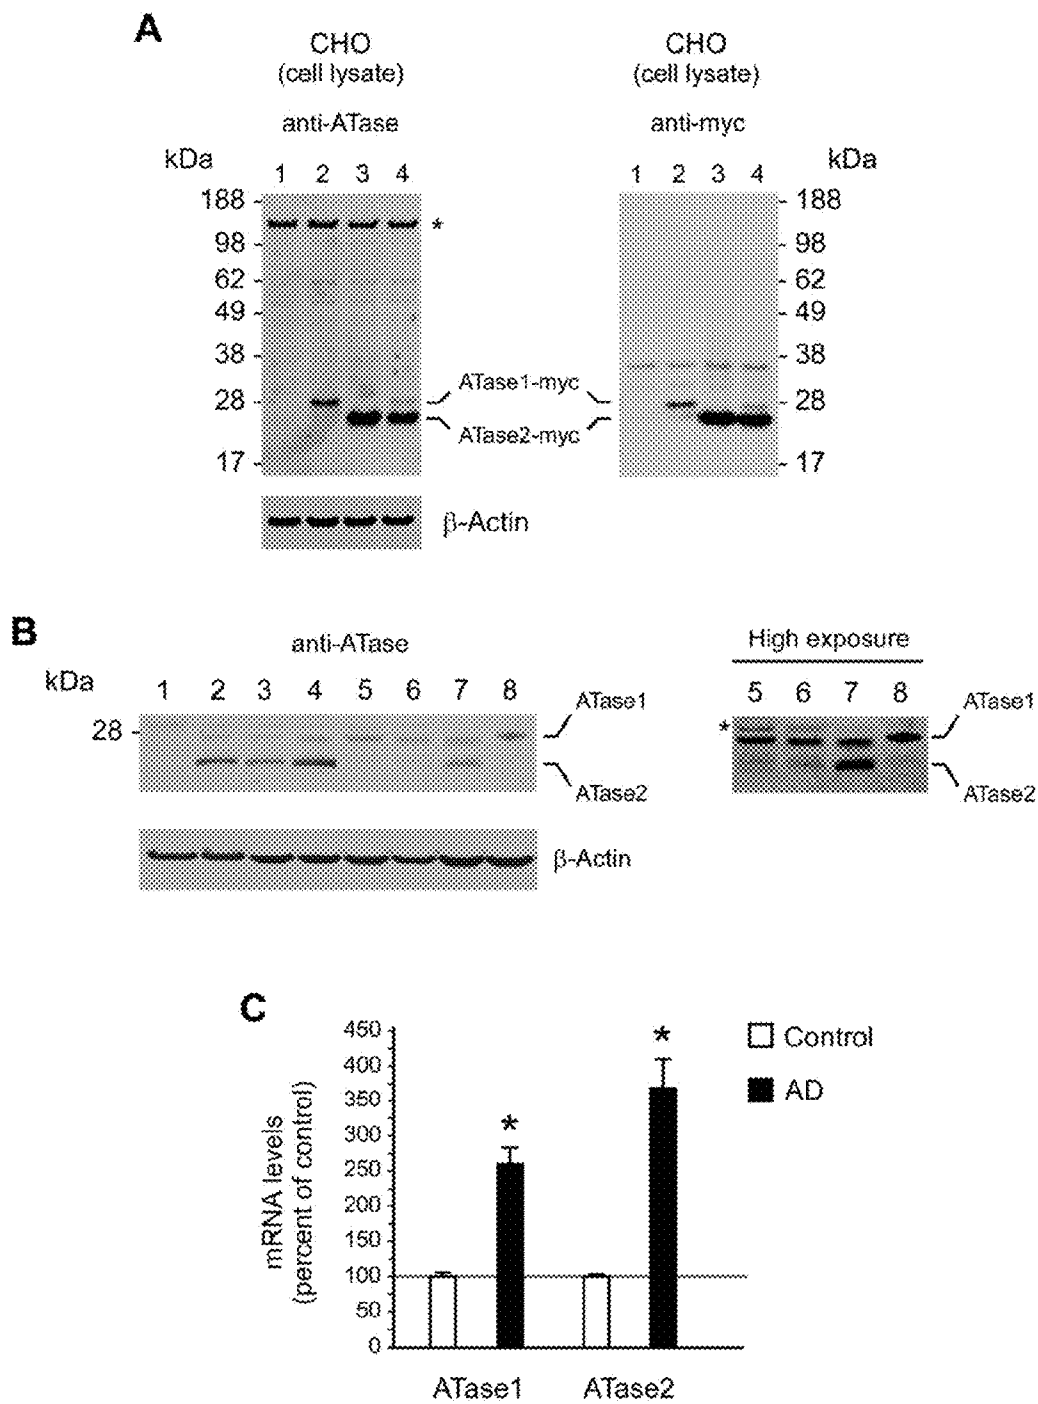 A
CHO
(cell lysate)
anti-ATase
kDa
1 2 3 4
188
98
62
49
38
28
17
*
ATase1-myc
ATase2-myc
β-Actin
CHO
(cell lysate)
anti-myc
kDa
1 2 3 4
188
98
62
49
38
28
17
B
anti-ATase
kDa
1 2 3 4 5 6 7 8
28
ATase1
ATase2
β-Actin
High exposure
5 6 7 8
*
ATase1
ATase2
C
mRNA levels
(percent of control)
450
400
350
300
250
200
150
100
50
0
*
*
Control
AD
ATase1 ATase2